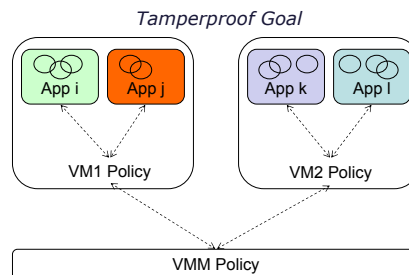 Tamperproof Goal
App i
App j
App k
App l
VM1 Policy
VM2 Policy
VMM Policy